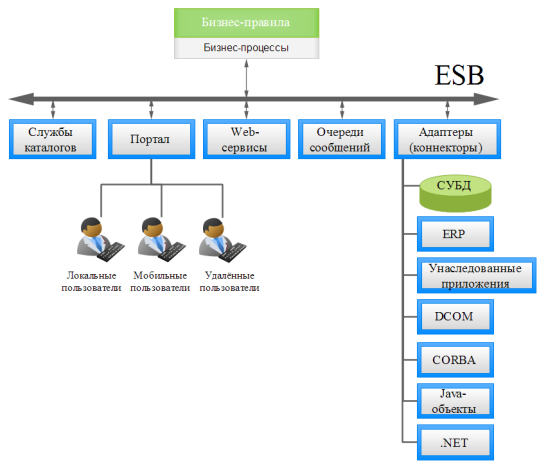 Бизнес-правила
Бизнес-процессы
ESB
Службы
каталогов
Портал
Web-
сервисы
Очереди
сообщений
Адаптеры
(коннекторы)
СУБД
ERP
Унаследованные
приложения
DCOM
CORBA
Java-
объекты
.NET
Локальные
пользователи
Мобильные
пользователи
Удалённые
пользователи